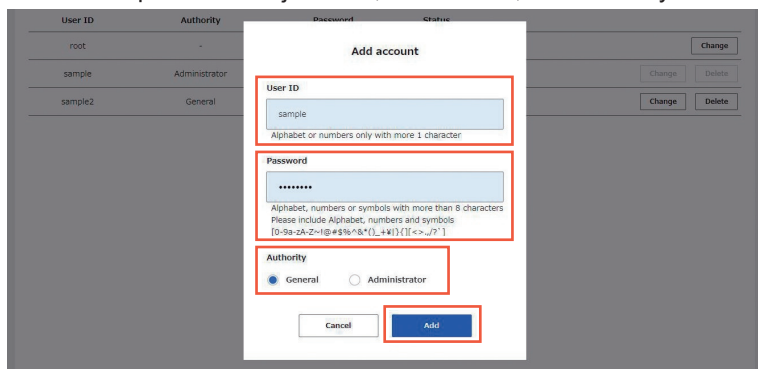 User ID Authority Password Status
Add account
root - Change
sample Administrator Change Delete
User ID
sample2 General Change Delete
sample
Alphabet or numbers only with more 1 character
Password
••••••••
Alphabet, numbers or symbols with more than 8 characters
Please include Alphabet, numbers and symbols
[0-9a-zA-Z~!@#$%^&*()_+¥|}{][<>.,/?`]
Authority
General Administrator
Cancel Add